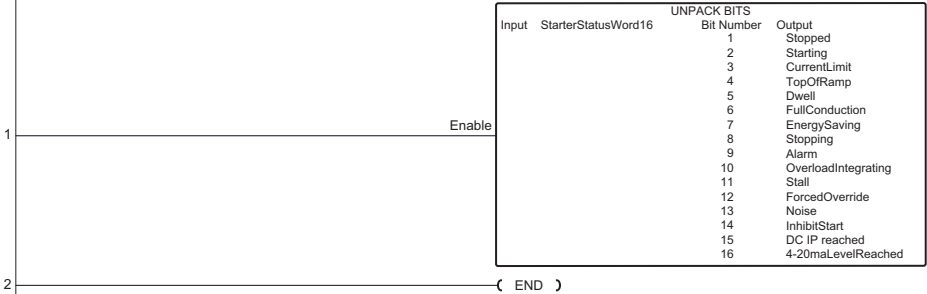 UNPACK BITS
Input StarterStatusWord16 Bit Number Output
1 Stopped
2 Starting
3 CurrentLimit
4 TopOfRamp
5 Dwell
6 FullConduction
Enable
7 EnergySaving
1
8 Stopping
9 Alarm
10 OverloadIntegrating
11 Stall
12 ForcedOverride
13 Noise
14 InhibitStart
15 DC IP reached
16 4-20maLevelReached
2 ( END )